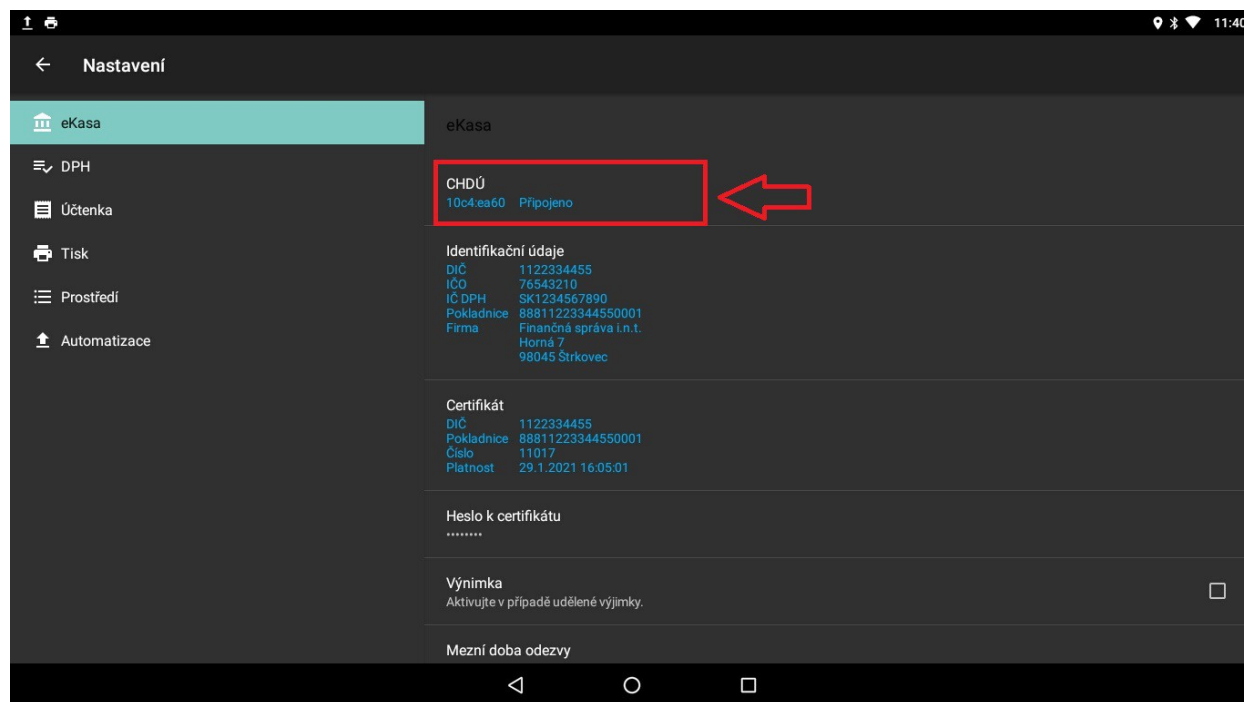 11:40
Nastavení
eKasa
DPH
Účtenka
Tisk
Prostředí
Automatizace
eKasa
CHDÚ
10c4:ea60 Připojeno
Identifikační údaje
DIČ 1122334455
IČO 76543210
IČ DPH SK1234567890
Pokladnice 88811223344550001
Firma Finančná správa i.n.t.
Horná 7
98045 Štrkovec
Certifikát
DIČ 1122334455
Pokladnice 88811223344550001
Číslo 11017
Platnost 29.1.2021 16:05:01
Heslo k certifikátu
••••••••
Výnimka
Aktivujte v případě udělené výjimky.
Mezní doba odezvy